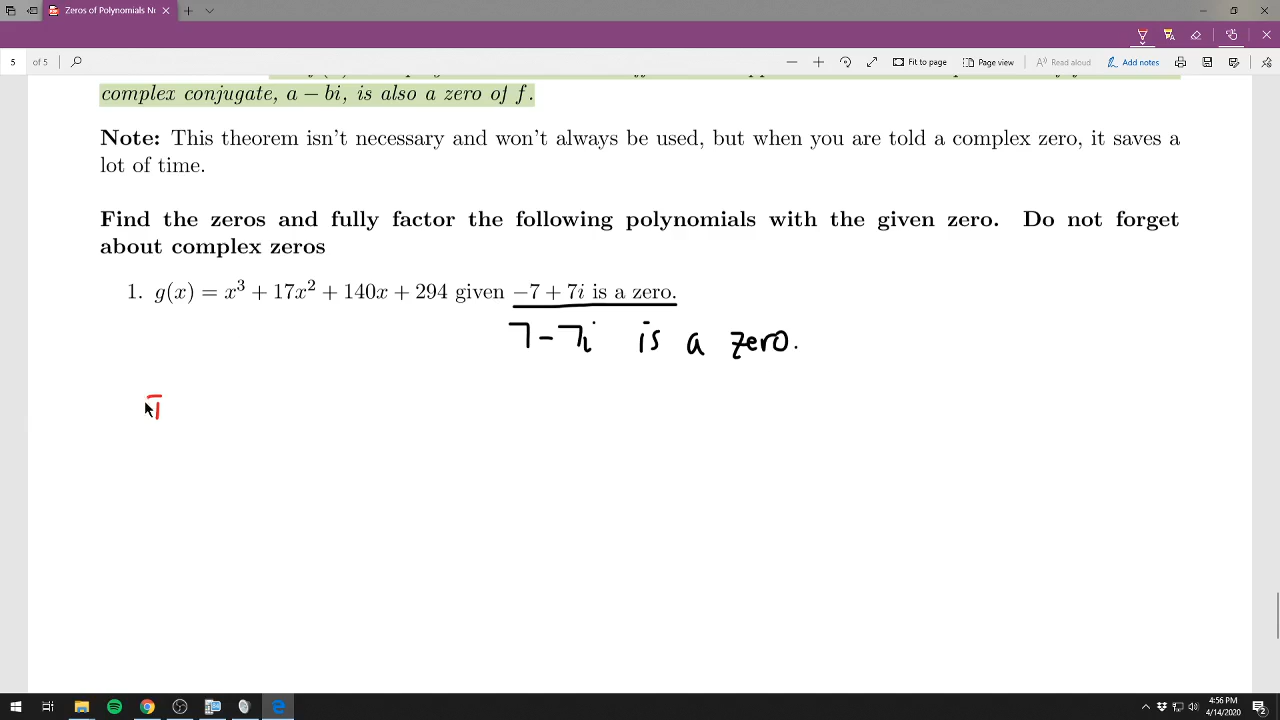 Zeros of Polynomials N
5 of 5
Fit to page
Page view
Read aloud
Add notes
complex conjugate, a − bi, is also a zero of f.
Note: This theorem isn't necessary and won't always be used, but when you are told a complex zero, it saves a
lot of time.
Find the zeros and fully factor the following polynomials with the given zero. Do not forget
about complex zeros
1. g(x) = x³ + 17x² + 140x + 294 given −7 + 7i is a zero.
7 - 7i is a zero.
4:56 PM
4/14/2020